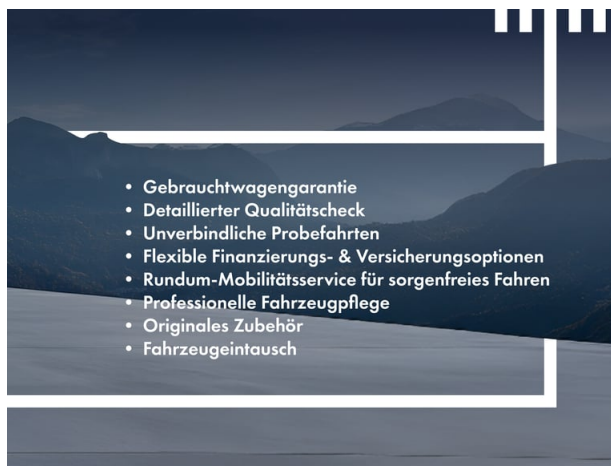 • Gebrauchtwagengarantie
• Detaillierter Qualitätscheck
• Unverbindliche Probefahrten
• Flexible Finanzierungs- & Versicherungsoptionen
• Rundum-Mobilitätsservice für sorgenfreies Fahren
• Professionelle Fahrzeugpflege
• Originales Zubehör
• Fahrzeugeintausch